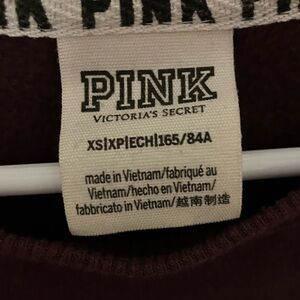 K PINK PINK
PINK
VICTORIA'S SECRET
XS|XP|ECH|165/84A
made in Vietnam/fabriqué au
Vietnam/hecho en Vietnam/
fabbricato in Vietnam/越南制造